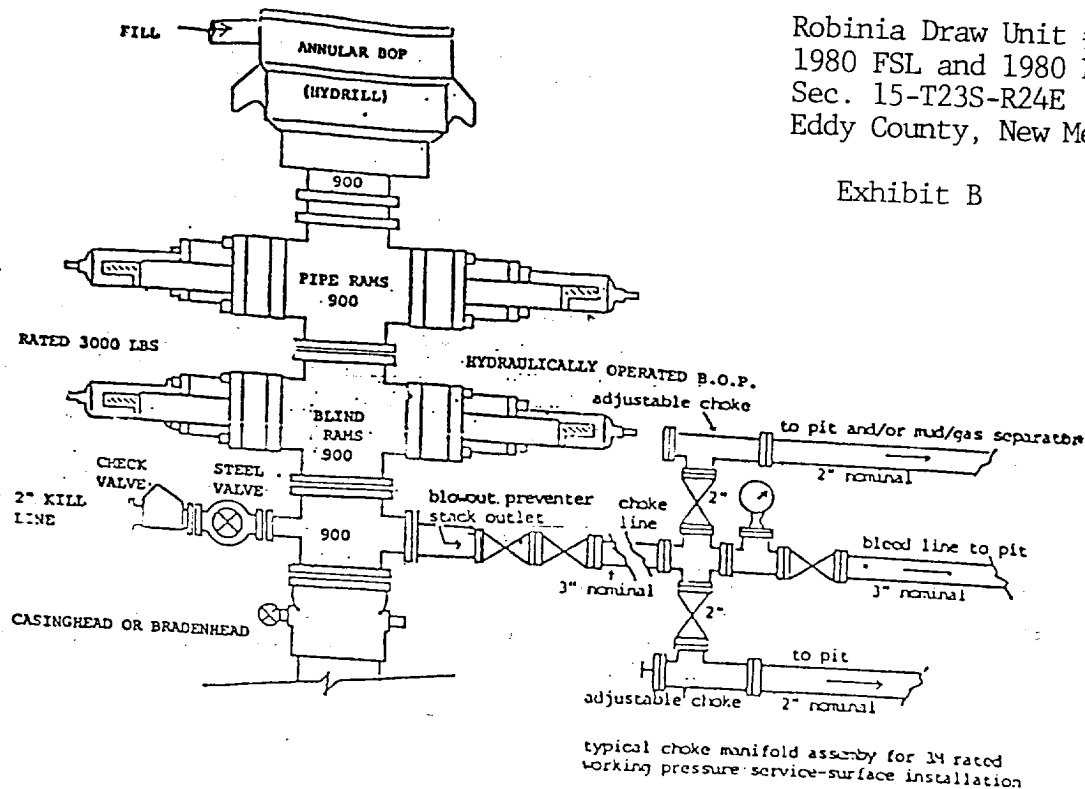 Robinia Draw Unit
1980 FSL and 1980
Sec. 15-T23S-R24E
Eddy County, New Me
Exhibit B
FILL
ANNULAR BOP
(HYDRILL)
900
PIPE RAMS
900
RATED 3000 LBS
HYDRAULICALLY OPERATED B.O.P.
adjustable choke
to pit and/or mud/gas separator
2" nominal
BLIND
RAMS
900
CHECK
VALVE
STEEL
VALVE
2" KILL
LINE
blowout preventer
stack outlet
choke
line
2"
900
bleed line to pit
3" nominal
3" nominal
2"
CASINGHEAD OR BRADENHEAD
to pit
adjustable choke
2" nominal
typical choke manifold assemby for 3M rated
working pressure service-surface installation